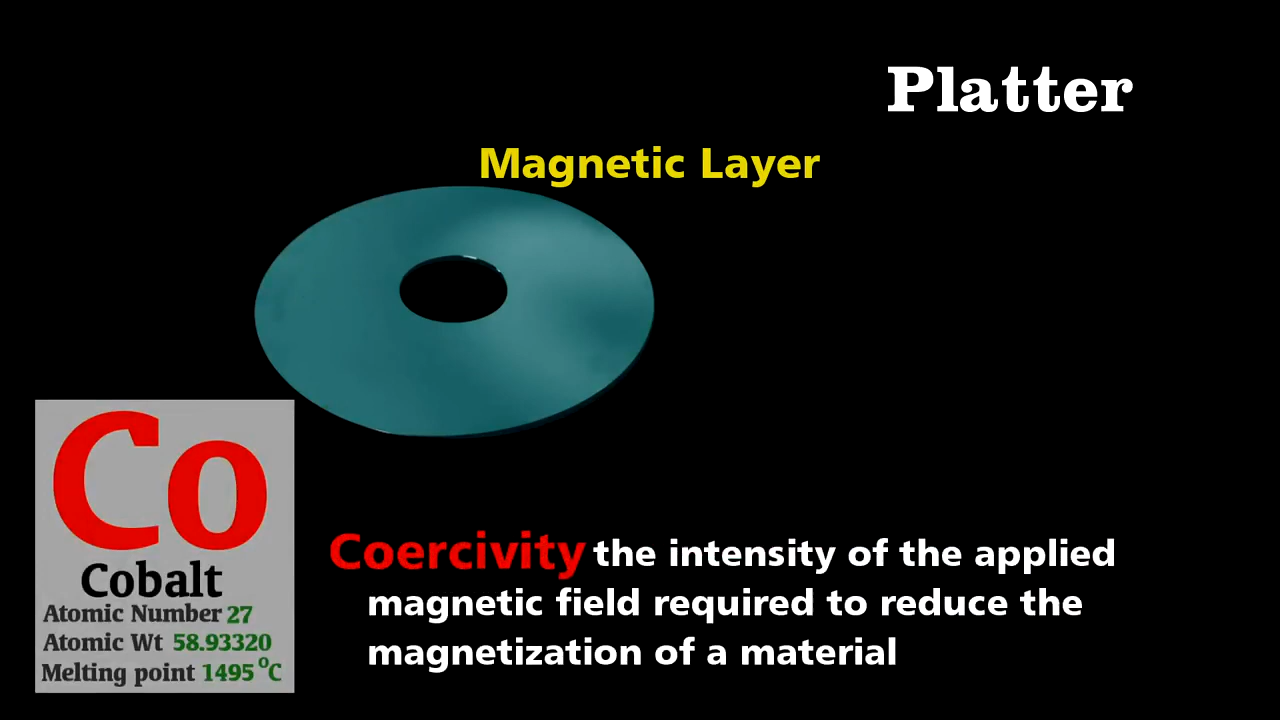 Platter
Magnetic Layer
Co
Cobalt
Atomic Number 27
Atomic Wt 58.93320
Melting point 1495 ºC
Coercivity the intensity of the applied
magnetic field required to reduce the
magnetization of a material